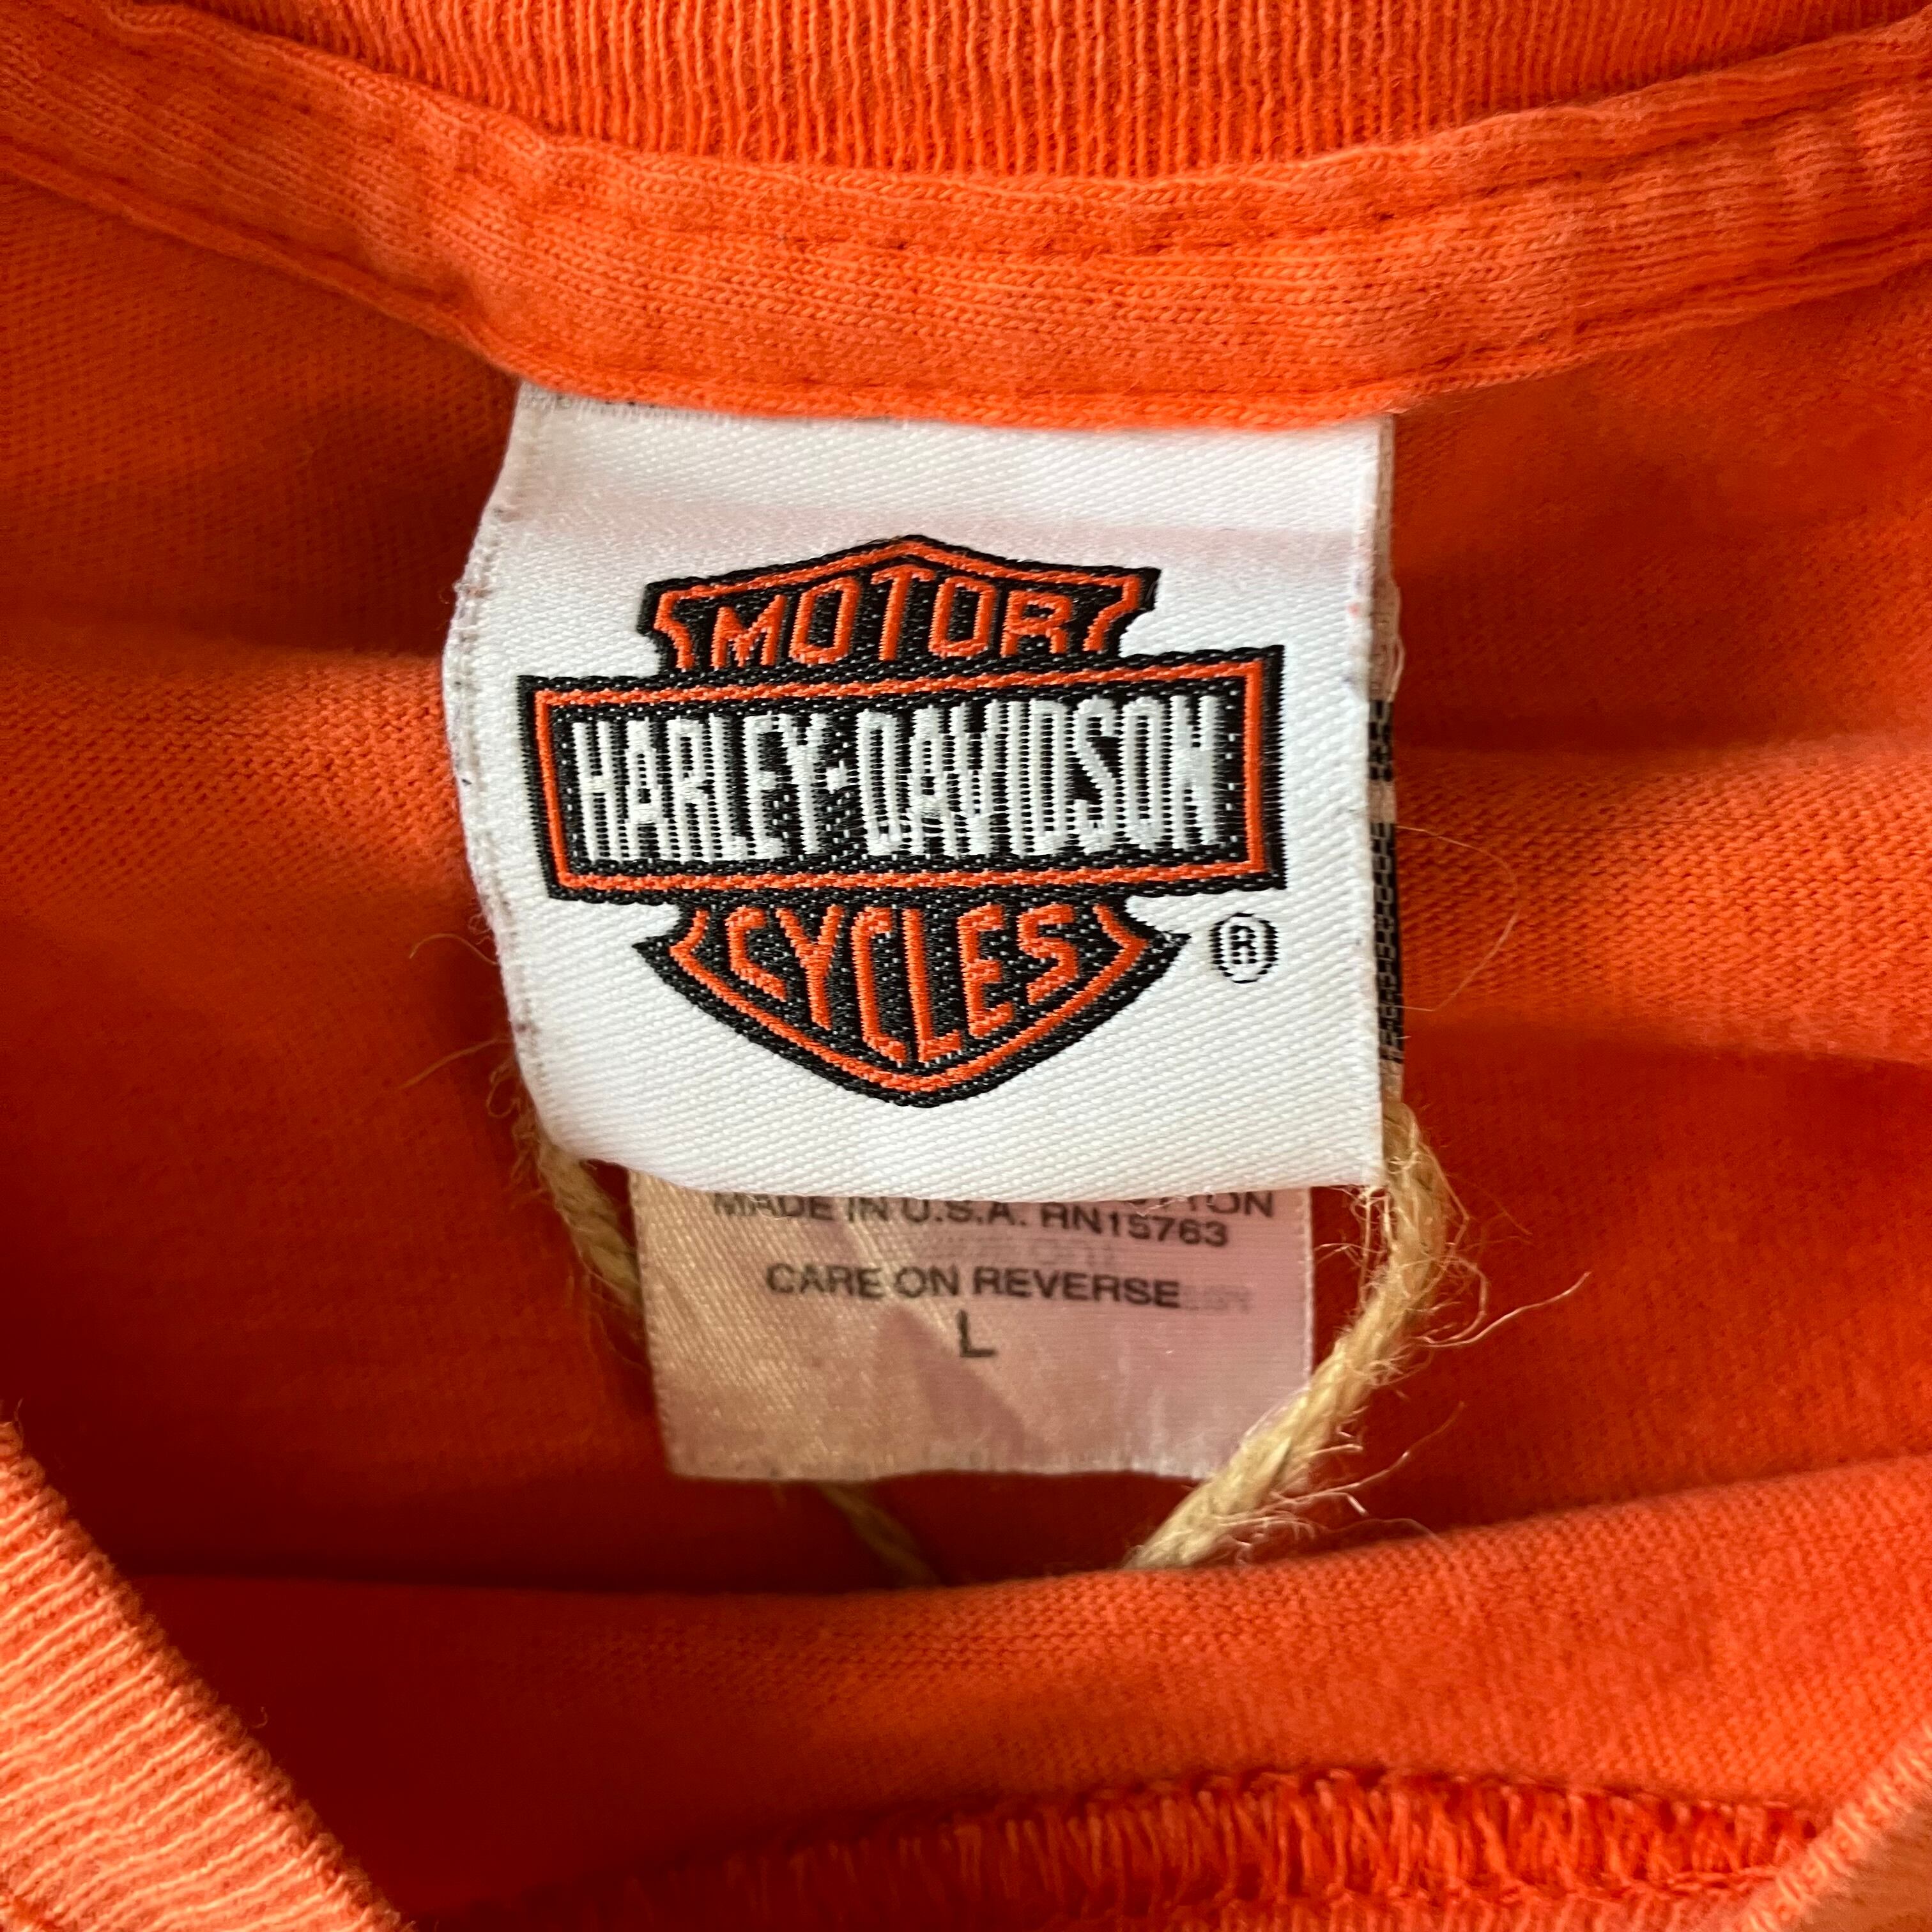 MOTOR
HARLEY-DAVIDSON
CYCLES
®
MADE IN U.S.A. RN15763
CARE ON REVERSE
L